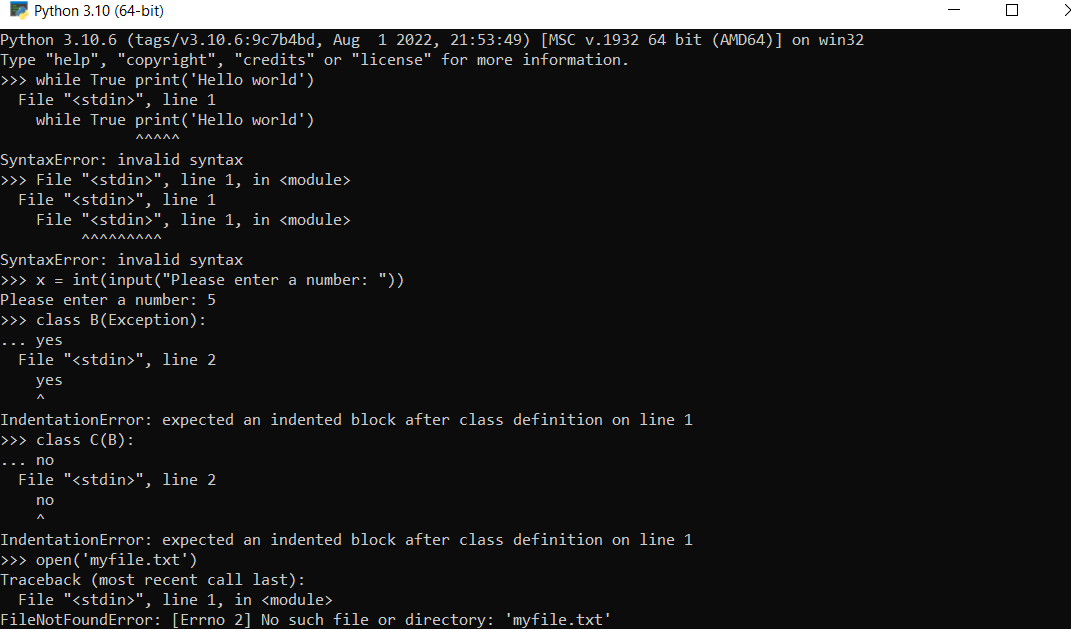 Python 3.10 (64-bit)
Python 3.10.6 (tags/v3.10.6:9c7b4bd, Aug  1 2022, 21:53:49) [MSC v.1932 64 bit (AMD64)] on win32
Type "help", "copyright", "credits" or "license" for more information.
>>> while True print('Hello world')
  File "<stdin>", line 1
    while True print('Hello world')
               ^^^^^
SyntaxError: invalid syntax
>>> File "<stdin>", line 1, in <module>
  File "<stdin>", line 1
    File "<stdin>", line 1, in <module>
         ^^^^^^^^^
SyntaxError: invalid syntax
>>> x = int(input("Please enter a number: "))
Please enter a number: 5
>>> class B(Exception):
... yes
  File "<stdin>", line 2
    yes
    ^
IndentationError: expected an indented block after class definition on line 1
>>> class C(B):
... no
  File "<stdin>", line 2
    no
    ^
IndentationError: expected an indented block after class definition on line 1
>>> open('myfile.txt')
Traceback (most recent call last):
  File "<stdin>", line 1, in <module>
FileNotFoundError: [Errno 2] No such file or directory: 'myfile.txt'